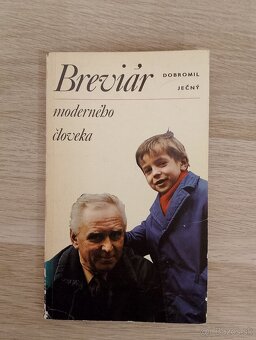 Breviár
DOBROMIL
JEČNÝ
moderného
človeka